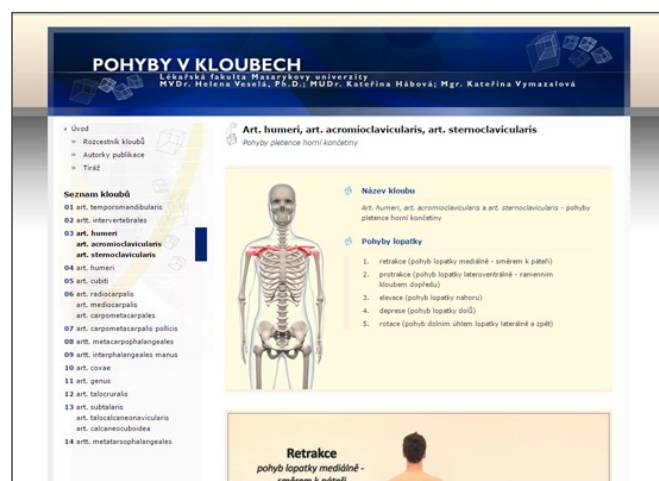 POHYBY V KLOUBECH
Lékařská fakulta Masarykovy univerzity
MVDr. Helena Veselá, Ph.D.; MUDr. Kateřina Hábová; Mgr. Kateřina Vymazalová
Úvod
» Rozcestník kloubů
» Autorky publikace
» Tiráž
Seznam kloubů
01 art. temporomandibularis
02 artt. intervertebrales
03 art. humeri
art. acromioclavicularis
art. sternoclavicularis
04 art. humeri
05 art. cubiti
06 art. radiocarpalis
art. mediocarpalis
art. carpometacarpales
07 art. carpometacarpalis pollicis
08 artt. metacarpophalangeales
09 artt. interphalangeales manus
10 art. coxae
11 art. genus
12 art. talocruralis
13 art. subtalaris
art. talocalcaneonavicularis
art. calcaneocuboidea
14 artt. metatarsophalangeales
Art. humeri, art. acromioclavicularis, art. sternoclavicularis
Pohyby pletence horní končetiny
Název kloubu
Art. humeri, art. acromioclavicularis a art. sternoclavicularis - pohyby
pletence horní končetiny
Pohyby lopatky
1. retrakce (pohyb lopatky mediálně - směrem k páteři)
2. protrakce (pohyb lopatky lateroventrálně - ramenním
kloubem dopředu)
3. elevace (pohyb lopatky nahoru)
4. deprese (pohyb lopatky dolů)
5. rotace (pohyb dolním úhlem lopatky laterálně a zpět)
Retrakce
pohyb lopatky mediálně -
směrem k páteři